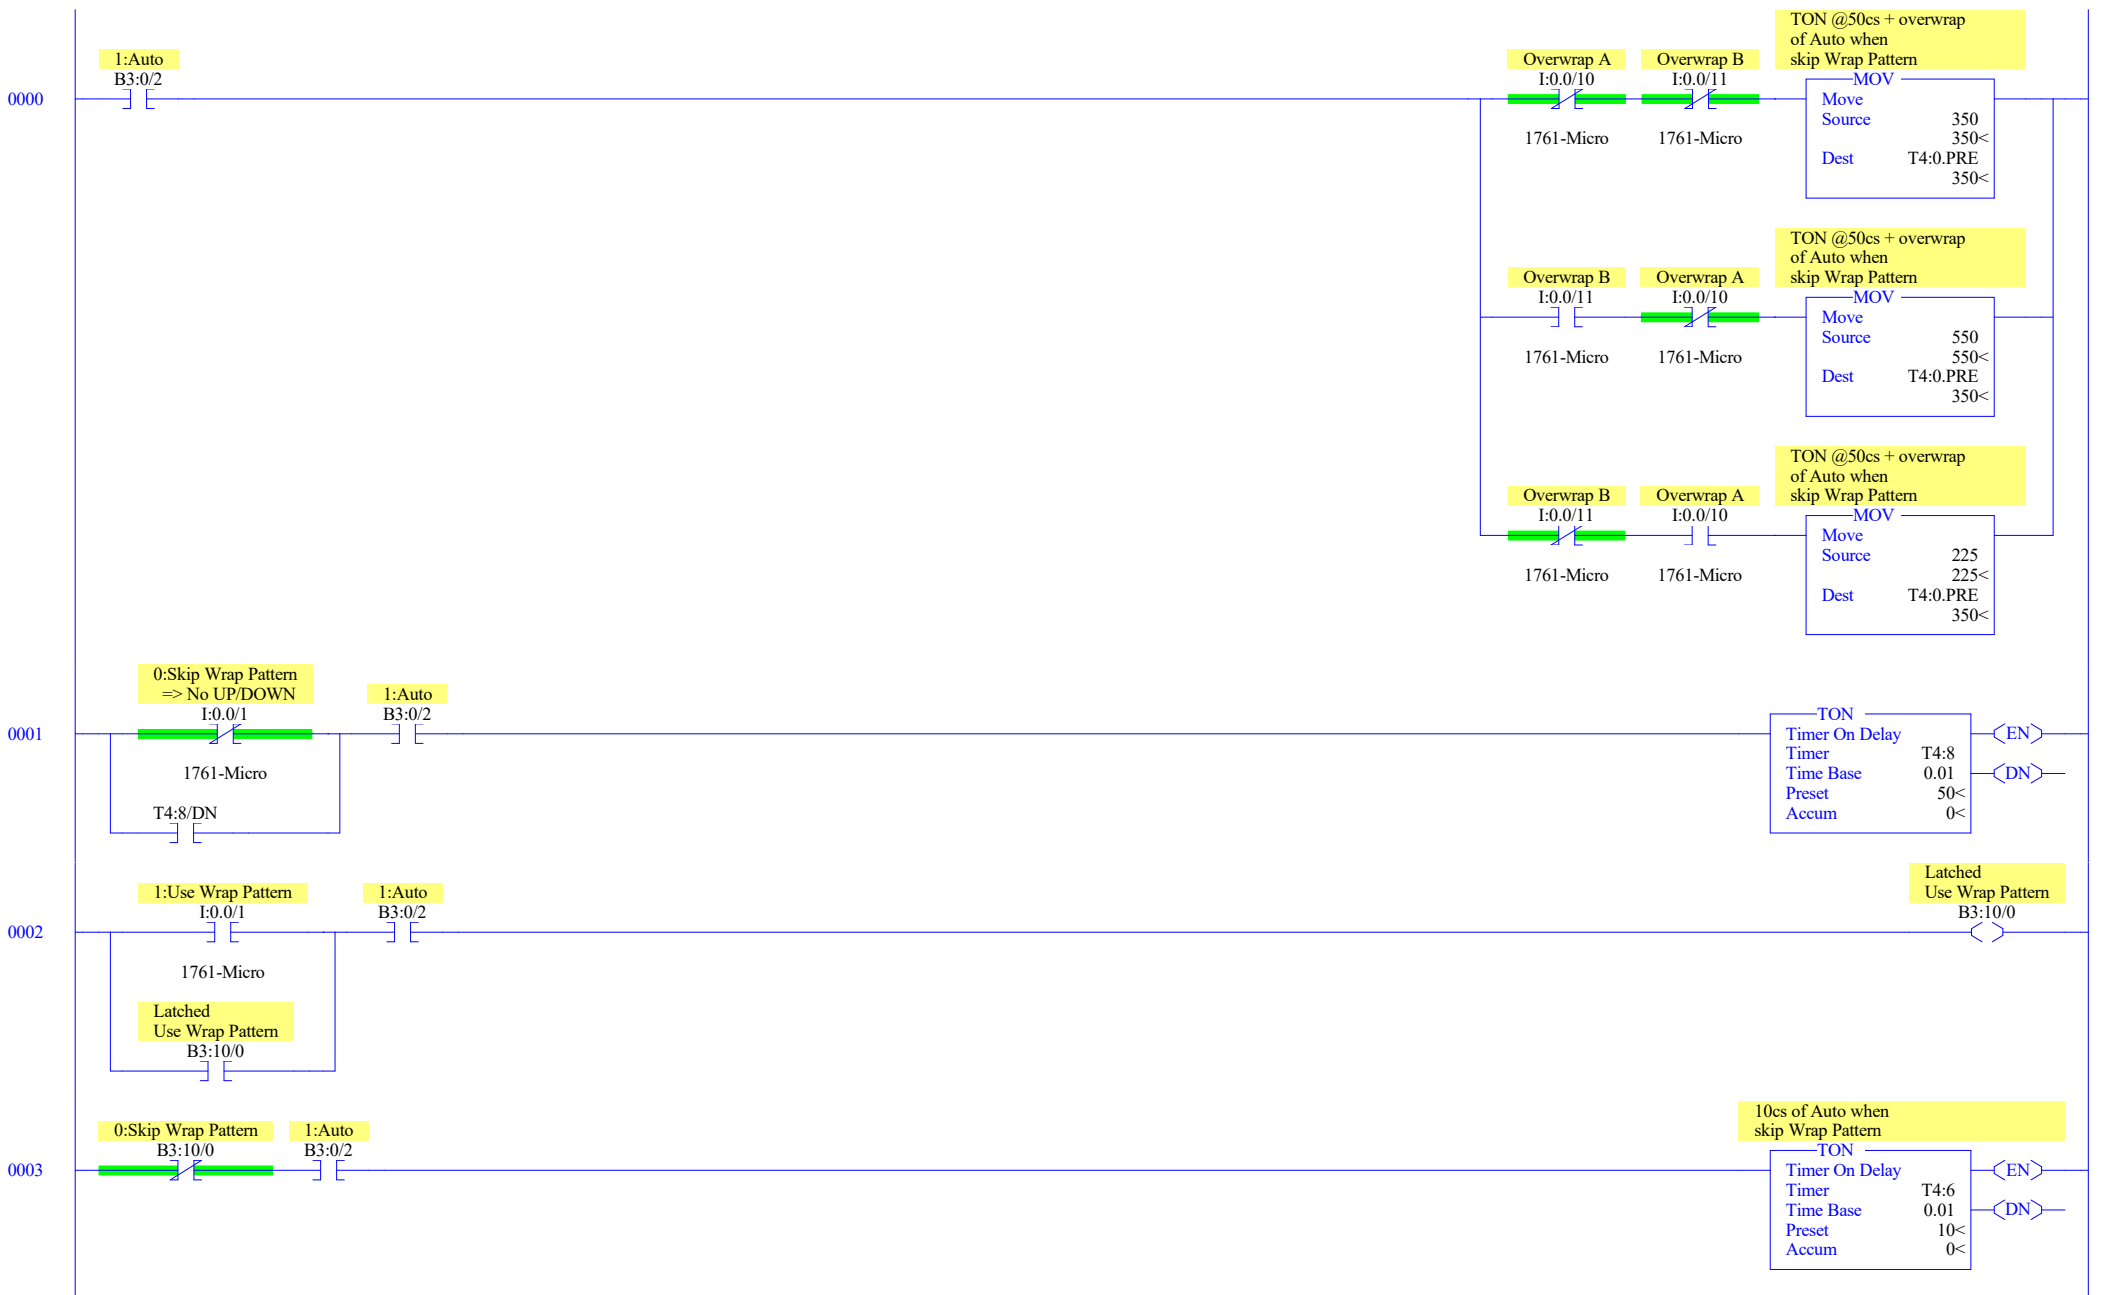 0000
1:Auto
B3:0/2
Overwrap A
I:0.0/10
1761-Micro
Overwrap B
I:0.0/11
1761-Micro
TON @50cs + overwrap
of Auto when
skip Wrap Pattern
MOV
Move
Source 350
350<
Dest T4:0.PRE
350<
Overwrap B
I:0.0/11
1761-Micro
Overwrap A
I:0.0/10
1761-Micro
TON @50cs + overwrap
of Auto when
skip Wrap Pattern
MOV
Move
Source 550
550<
Dest T4:0.PRE
350<
Overwrap B
I:0.0/11
1761-Micro
Overwrap A
I:0.0/10
1761-Micro
TON @50cs + overwrap
of Auto when
skip Wrap Pattern
MOV
Move
Source 225
225<
Dest T4:0.PRE
350<
0001
0:Skip Wrap Pattern
=> No UP/DOWN
I:0.0/1
1761-Micro
T4:8/DN
1:Auto
B3:0/2
TON
Timer On Delay
Timer T4:8
Time Base 0.01
Preset 50<
Accum 0<
EN
DN
0002
1:Use Wrap Pattern
I:0.0/1
1761-Micro
Latched
Use Wrap Pattern
B3:10/0
1:Auto
B3:0/2
Latched
Use Wrap Pattern
B3:10/0
0003
0:Skip Wrap Pattern
B3:10/0
1:Auto
B3:0/2
10cs of Auto when
skip Wrap Pattern
TON
Timer On Delay
Timer T4:6
Time Base 0.01
Preset 10<
Accum 0<
EN
DN